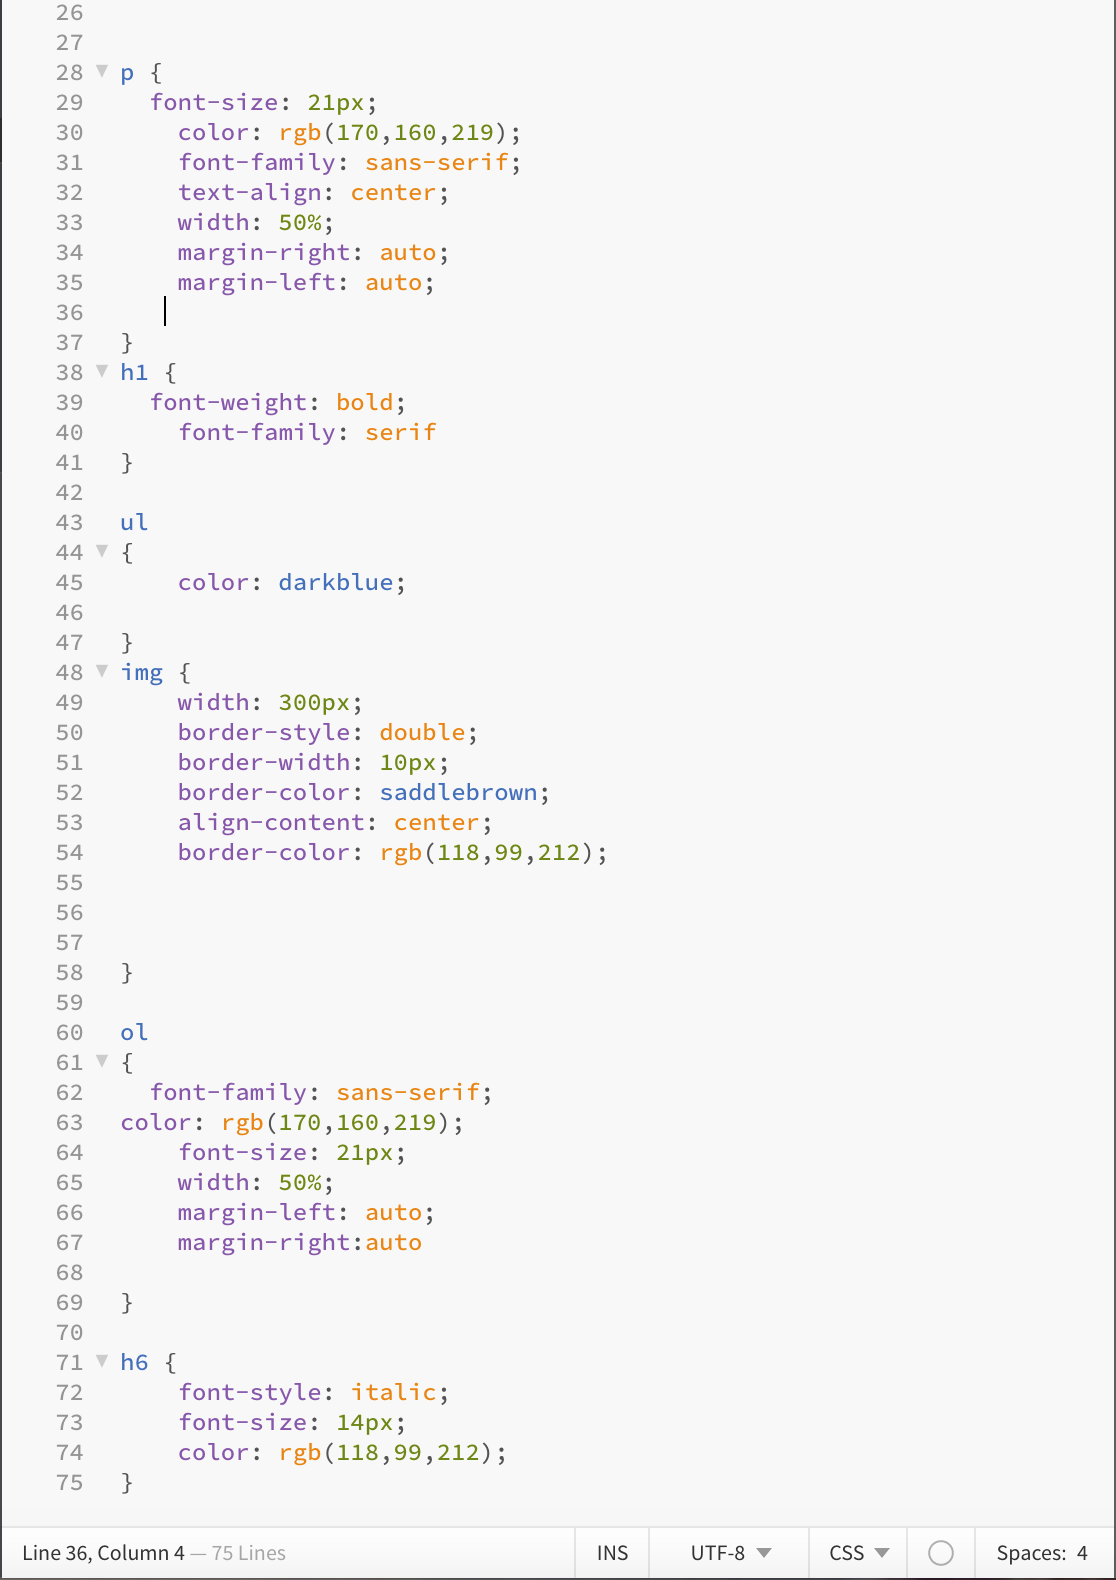 26
27
28 ▼ p {
29 font-size: 21px;
30 color: rgb(170,160,219);
31 font-family: sans-serif;
32 text-align: center;
33 width: 50%;
34 margin-right: auto;
35 margin-left: auto;
36
37 }
38 ▼ h1 {
39 font-weight: bold;
40 font-family: serif
41 }
42
43 ul
44 ▼ {
45 color: darkblue;
46
47 }
48 ▼ img {
49 width: 300px;
50 border-style: double;
51 border-width: 10px;
52 border-color: saddlebrown;
53 align-content: center;
54 border-color: rgb(118,99,212);
55
56
57
58 }
59
60 ol
61 ▼ {
62 font-family: sans-serif;
63 color: rgb(170,160,219);
64 font-size: 21px;
65 width: 50%;
66 margin-left: auto;
67 margin-right:auto
68
69 }
70
71 ▼ h6 {
72 font-style: italic;
73 font-size: 14px;
74 color: rgb(118,99,212);
75 }
Line 36, Column 4 — 75 Lines INS UTF-8 ▼ CSS ▼ Spaces: 4